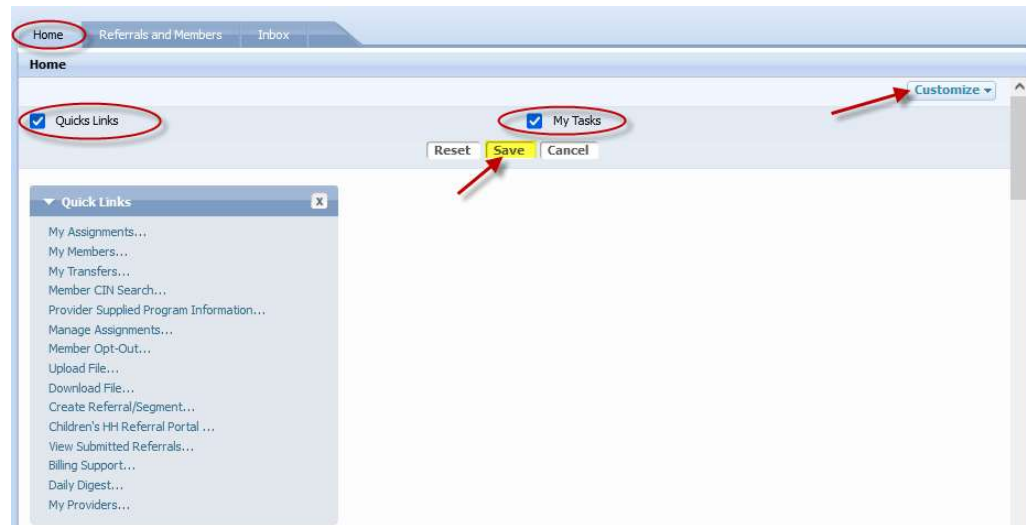 Home Referrals and Members Inbox
Home
Customize
Quicks Links My Tasks
Reset Save Cancel
Quick Links X
My Assignments...
My Members...
My Transfers...
Member CIN Search...
Provider Supplied Program Information...
Manage Assignments...
Member Opt-Out...
Upload File...
Download File...
Create Referral/Segment...
Children's HH Referral Portal ...
View Submitted Referrals...
Billing Support...
Daily Digest...
My Providers...